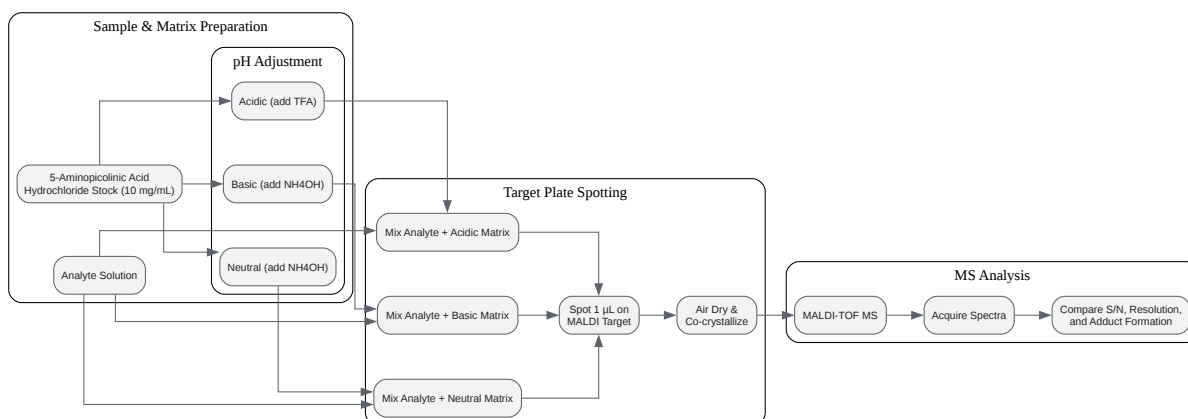 Sample & Matrix Preparation
pH Adjustment
Acidic (add TFA)
5-Aminopicolinic Acid
Hydrochloride Stock (10 mg/mL)
Basic (add NH4OH)
Neutral (add NH4OH)
Analyte Solution
Target Plate Spotting
Mix Analyte + Acidic Matrix
Mix Analyte + Basic Matrix
Mix Analyte + Neutral Matrix
Spot 1 µL on
MALDI Target
Air Dry &
Co-crystallize
MS Analysis
MALDI-TOF MS
Acquire Spectra
Compare S/N, Resolution,
and Adduct Formation